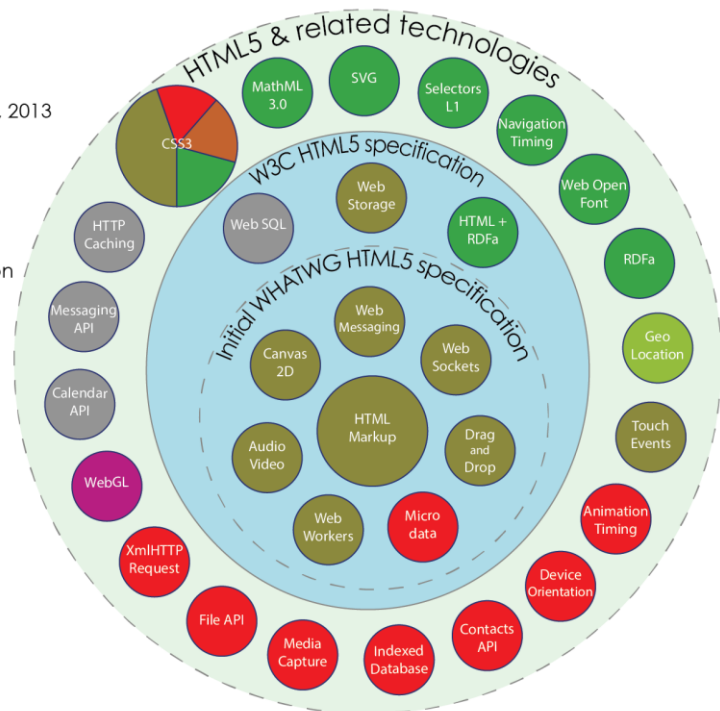 HTML5 & related technologies
. 2013
on
CSS3
MathML
3.0
SVG
Selectors
L1
Navigation
Timing
Web Open
Font
RDFa
Geo
Location
Touch
Events
Animation
Timing
Device
Orientation
Contacts
API
Indexed
Database
Media
Capture
File API
XmlHTTP
Request
WebGL
Calendar
API
Messaging
API
HTTP
Caching
W3C HTML5 specification
Web SQL
Web
Storage
HTML +
RDFa
Initial WHATWG HTML5 specification
Web
Messaging
Web
Sockets
Drag
and
Drop
Micro
data
Web
Workers
Audio
Video
Canvas
2D
HTML
Markup